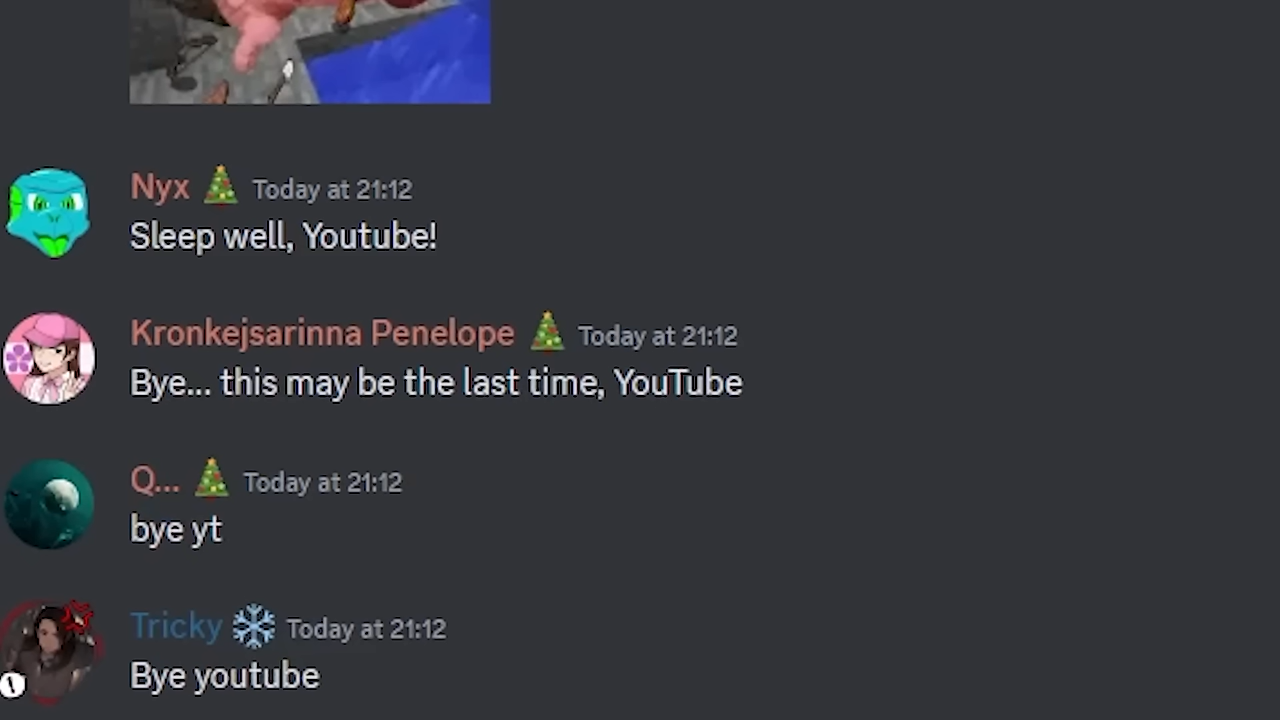 Nyx 🎄 Today at 21:12
Sleep well, Youtube!
Kronkejsarinna Penelope 🎄 Today at 21:12
Bye... this may be the last time, YouTube
Q... 🎄 Today at 21:12
bye yt
Tricky ❄️ Today at 21:12
Bye youtube